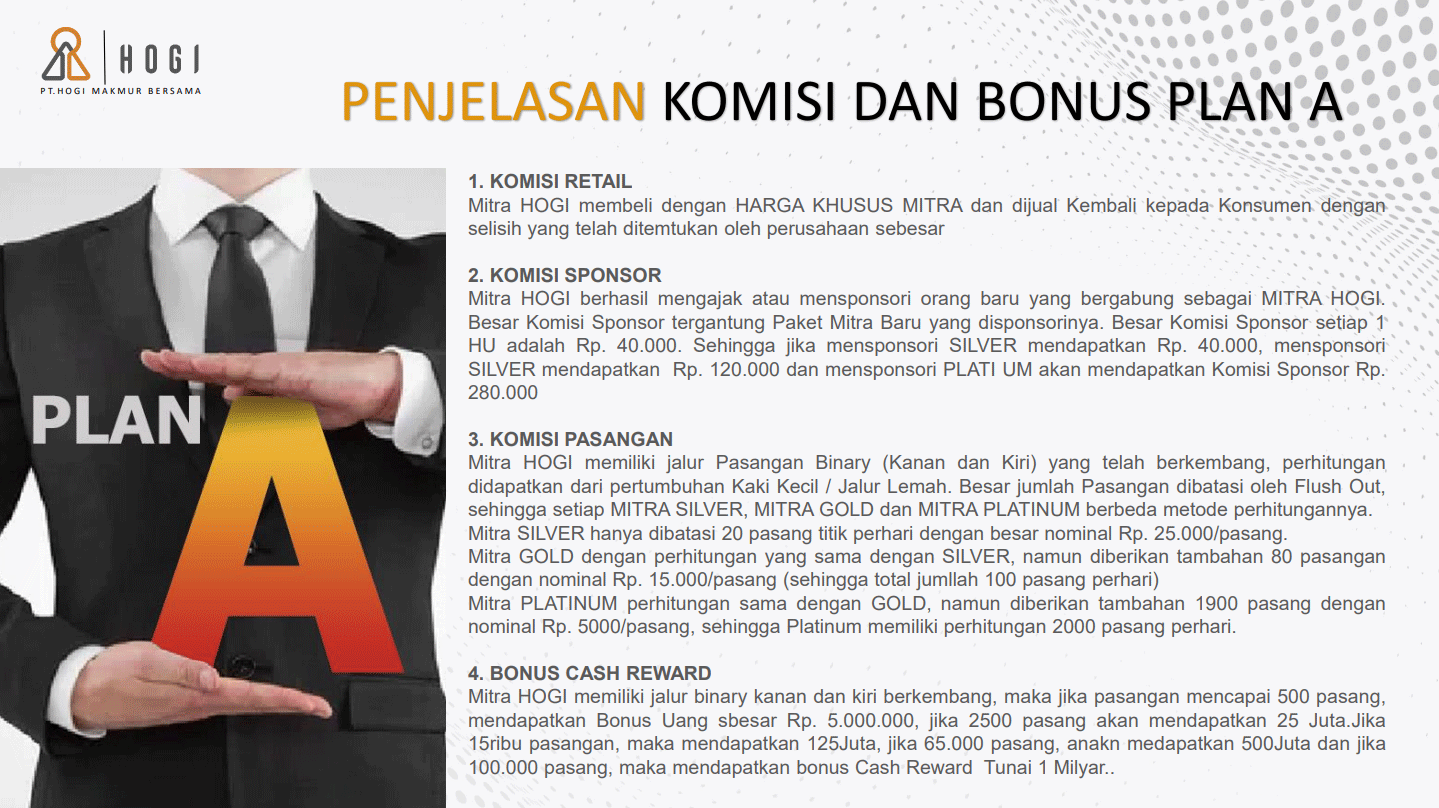 HOGI
PT.HOGI MAKMUR BERSAMA
PENJELASAN KOMISI DAN BONUS PLAN A
PLAN
A
1. KOMISI RETAIL
Mitra HOGI membeli dengan HARGA KHUSUS MITRA dan dijual Kembali kepada Konsumen dengan
selisih yang telah ditemtukan oleh perusahaan sebesar
2. KOMISI SPONSOR
Mitra HOGI berhasil mengajak atau mensponsori orang baru yang bergabung sebagai MITRA HOGI.
Besar Komisi Sponsor tergantung Paket Mitra Baru yang disponsorinya. Besar Komisi Sponsor setiap 1
HU adalah Rp. 40.000. Sehingga jika mensponsori SILVER mendapatkan Rp. 40.000, mensponsori
SILVER mendapatkan Rp. 120.000 dan mensponsori PLATI UM akan mendapatkan Komisi Sponsor Rp.
280.000
3. KOMISI PASANGAN
Mitra HOGI memiliki jalur Pasangan Binary (Kanan dan Kiri) yang telah berkembang, perhitungan
didapatkan dari pertumbuhan Kaki Kecil / Jalur Lemah. Besar jumlah Pasangan dibatasi oleh Flush Out,
sehingga setiap MITRA SILVER, MITRA GOLD dan MITRA PLATINUM berbeda metode perhitungannya.
Mitra SILVER hanya dibatasi 20 pasang titik perhari dengan besar nominal Rp. 25.000/pasang.
Mitra GOLD dengan perhitungan yang sama dengan SILVER, namun diberikan tambahan 80 pasangan
dengan nominal Rp. 15.000/pasang (sehingga total jumllah 100 pasang perhari)
Mitra PLATINUM perhitungan sama dengan GOLD, namun diberikan tambahan 1900 pasang dengan
nominal Rp. 5000/pasang, sehingga Platinum memiliki perhitungan 2000 pasang perhari.
4. BONUS CASH REWARD
Mitra HOGI memiliki jalur binary kanan dan kiri berkembang, maka jika pasangan mencapai 500 pasang,
mendapatkan Bonus Uang sbesar Rp. 5.000.000, jika 2500 pasang akan mendapatkan 25 Juta.Jika
15ribu pasangan, maka mendapatkan 125Juta, jika 65.000 pasang, anakn medapatkan 500Juta dan jika
100.000 pasang, maka mendapatkan bonus Cash Reward Tunai 1 Milyar..